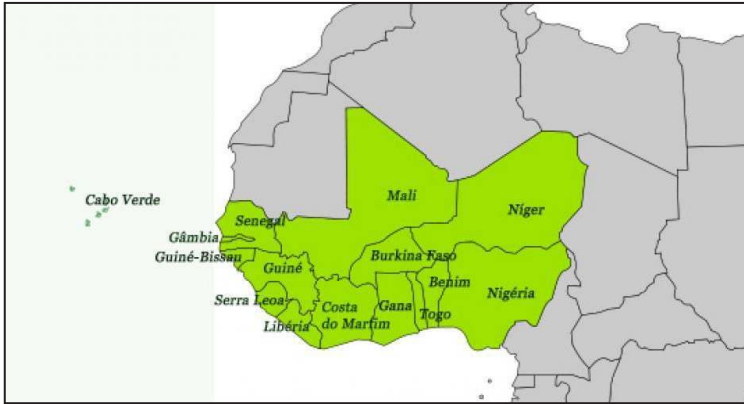 Cabo Verde
Mali
Níger
Senegal
Gâmbia
Guiné-Bissau
Burkina Faso
Guiné
Benim
Nigéria
Serra Leoa
Costa
do Marfim
Gana
Togo
Libéria